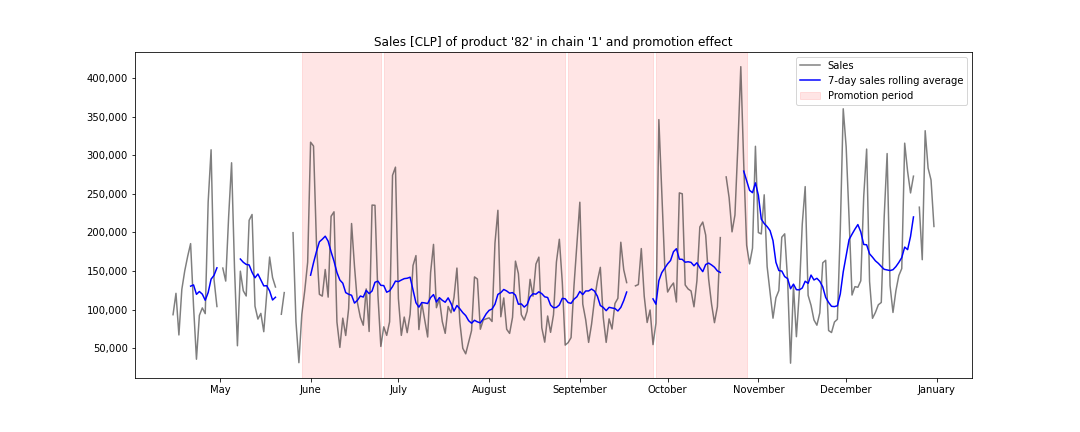 Sales [CLP] of product '82' in chain '1' and promotion effect
400,000
350,000
300,000
250,000
200,000
150,000
100,000
50,000
Sales
7-day sales rolling average
Promotion period
May June July August September October November December January